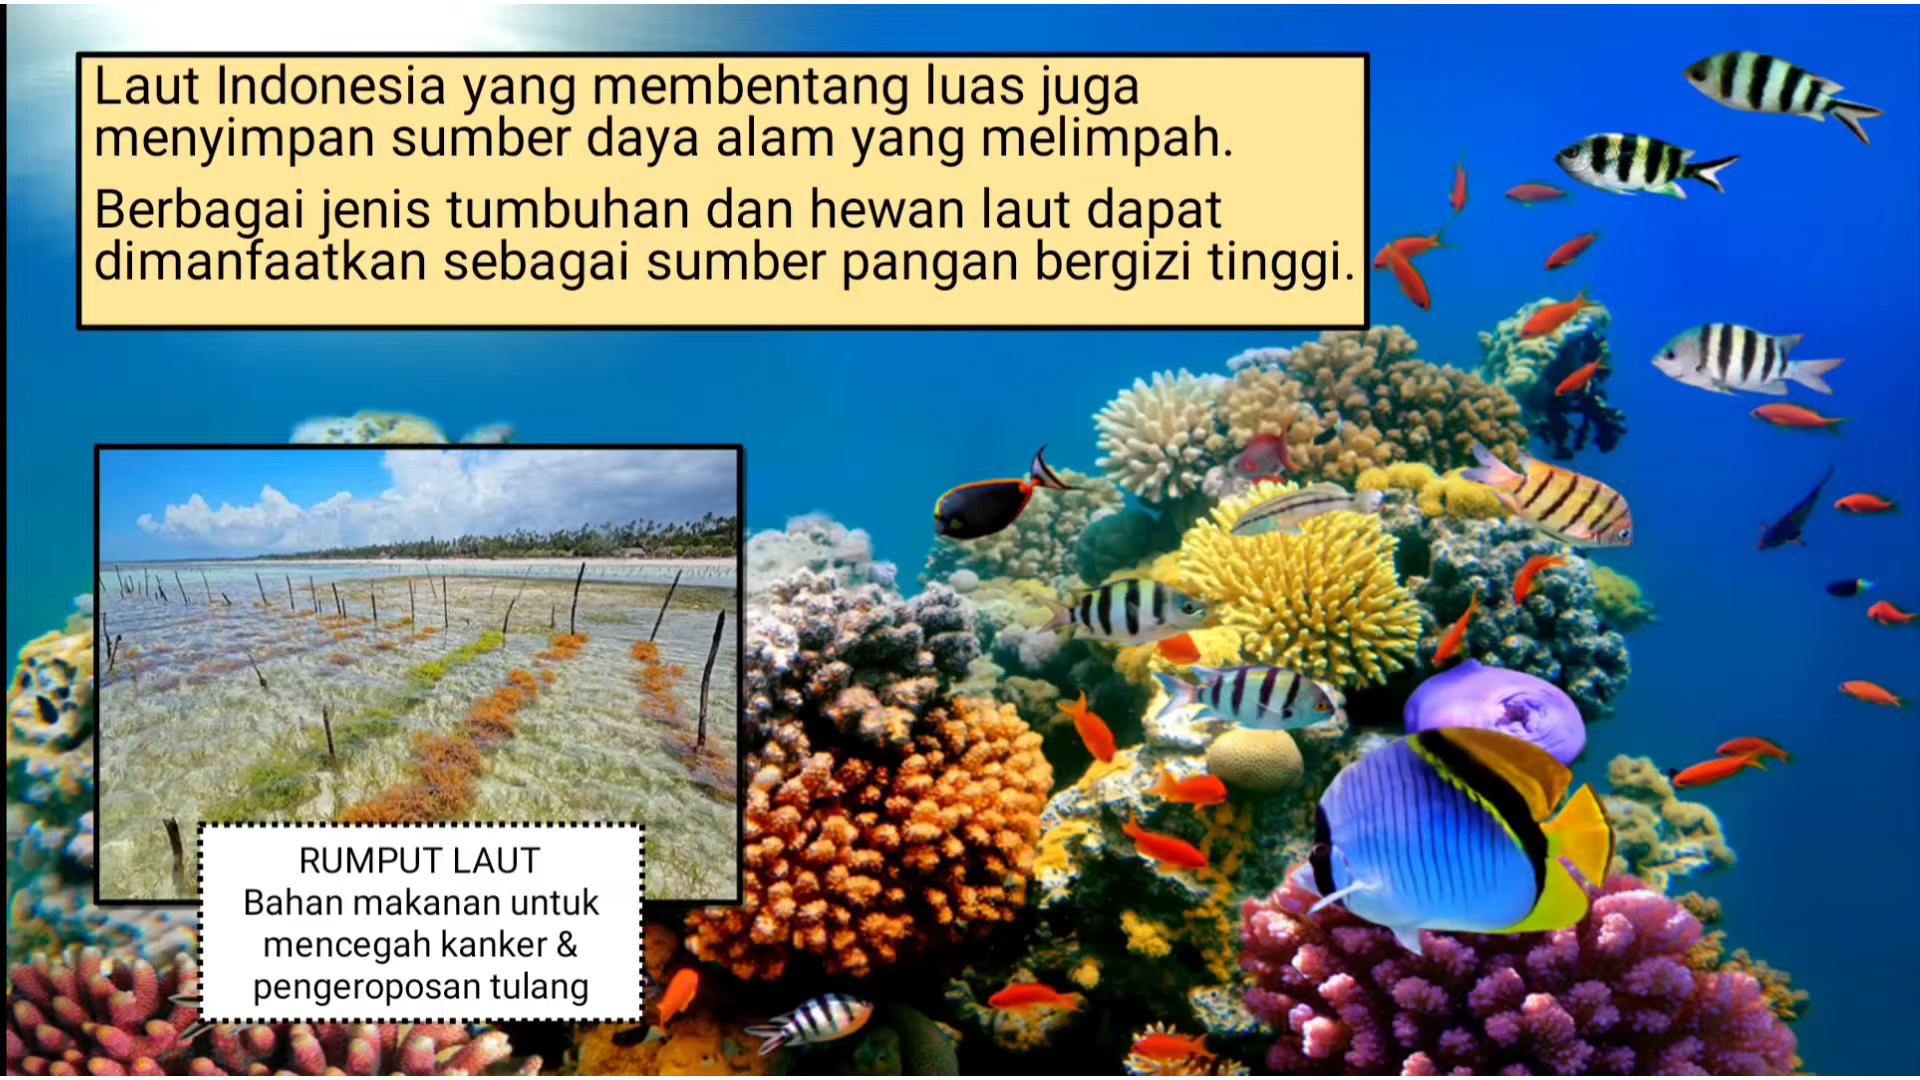 Laut Indonesia yang membentang luas juga
menyimpan sumber daya alam yang melimpah.
Berbagai jenis tumbuhan dan hewan laut dapat
dimanfaatkan sebagai sumber pangan bergizi tinggi.
RUMPUT LAUT
Bahan makanan untuk
mencegah kanker &
pengeroposan tulang